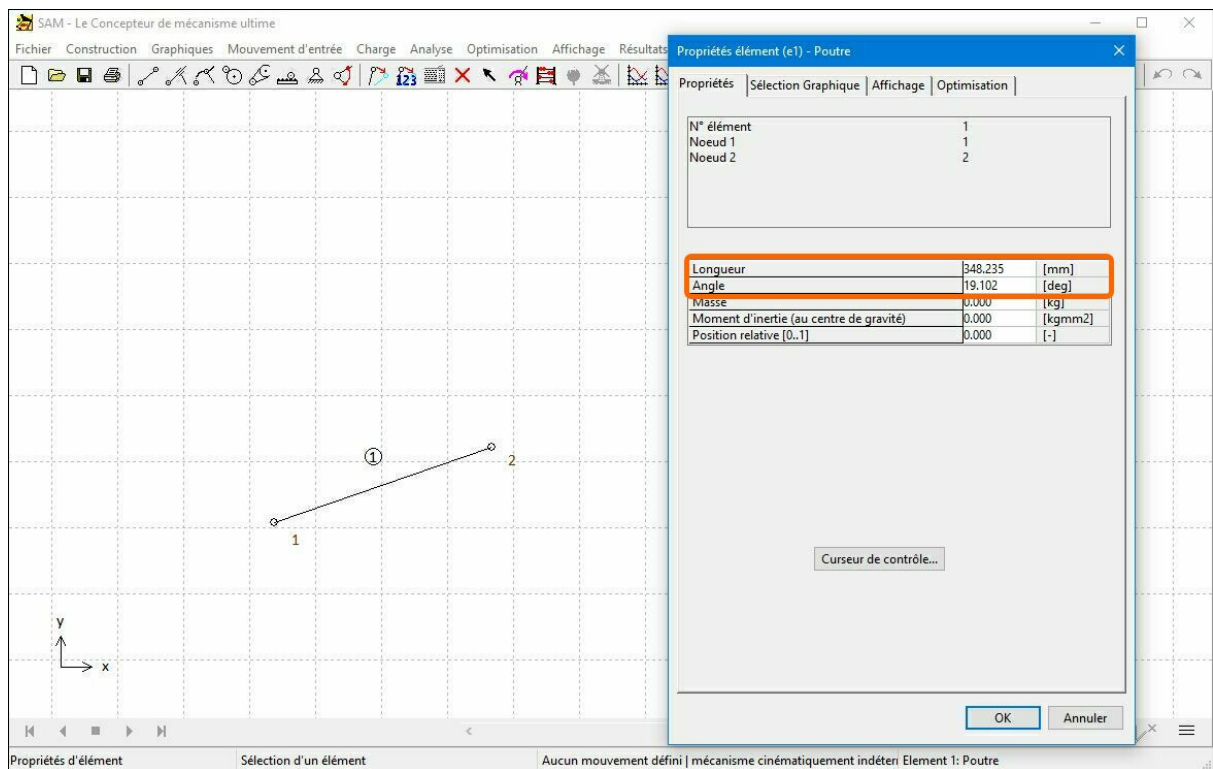 SAM - Le Concepteur de mécanisme ultime
Fichier Construction Graphiques Mouvement d'entrée Charge Analyse Optimisation Affichage Résultats
123
Propriétés élément (e1) - Poutre
Propriétés Sélection Graphique Affichage Optimisation
N° élément 1
Noeud 1 1
Noeud 2 2
Longueur 348.235 [mm]
Angle 19.102 [deg]
Masse 0.000 [kg]
Moment d'inertie (au centre de gravité) 0.000 [kgmm2]
Position relative [0..1] 0.000 [-]
1
2
1
Curseur de contrôle...
y
x
OK Annuler
Propriétés d'élément Sélection d'un élément Aucun mouvement défini | mécanisme cinématiquement indéteri Element 1: Poutre